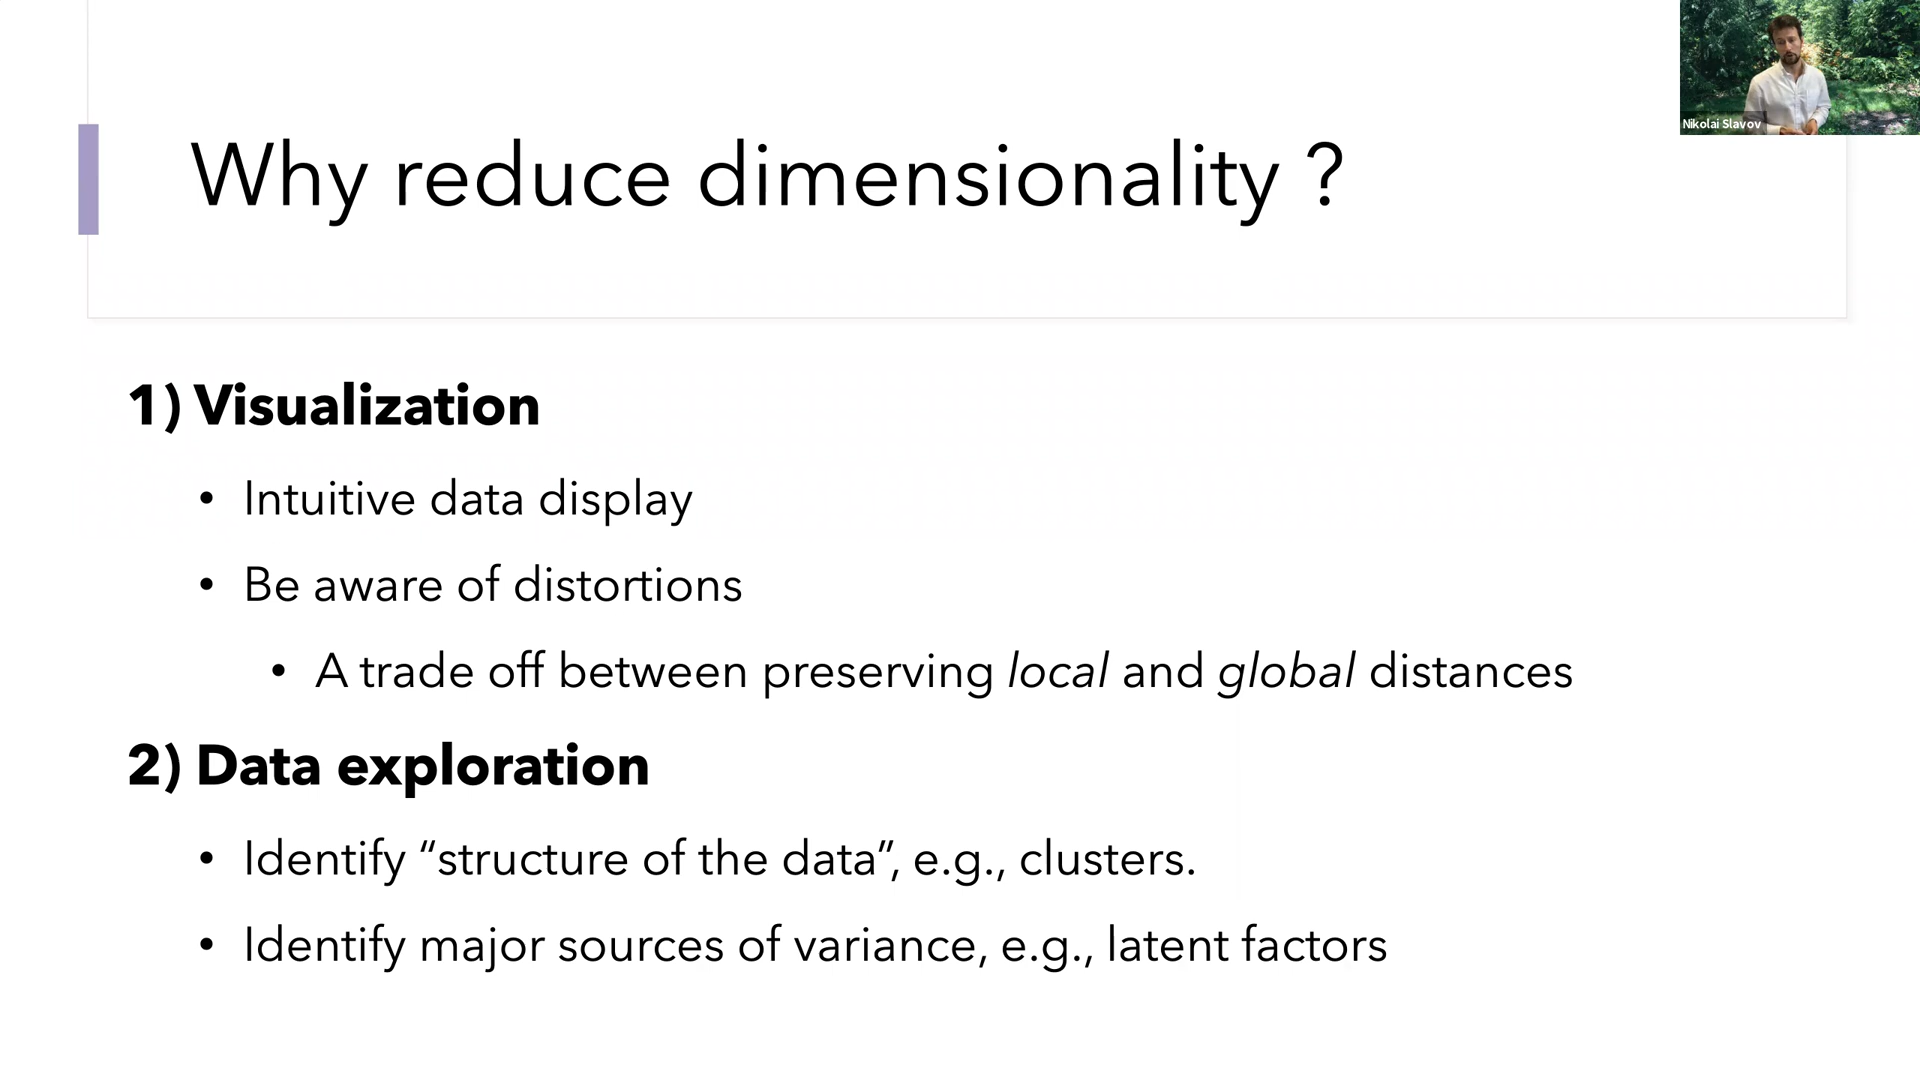 Nikolai Slavov
Why reduce dimensionality ?
1) Visualization
• Intuitive data display
• Be aware of distortions
• A trade off between preserving local and global distances
2) Data exploration
• Identify “structure of the data”, e.g., clusters.
• Identify major sources of variance, e.g., latent factors